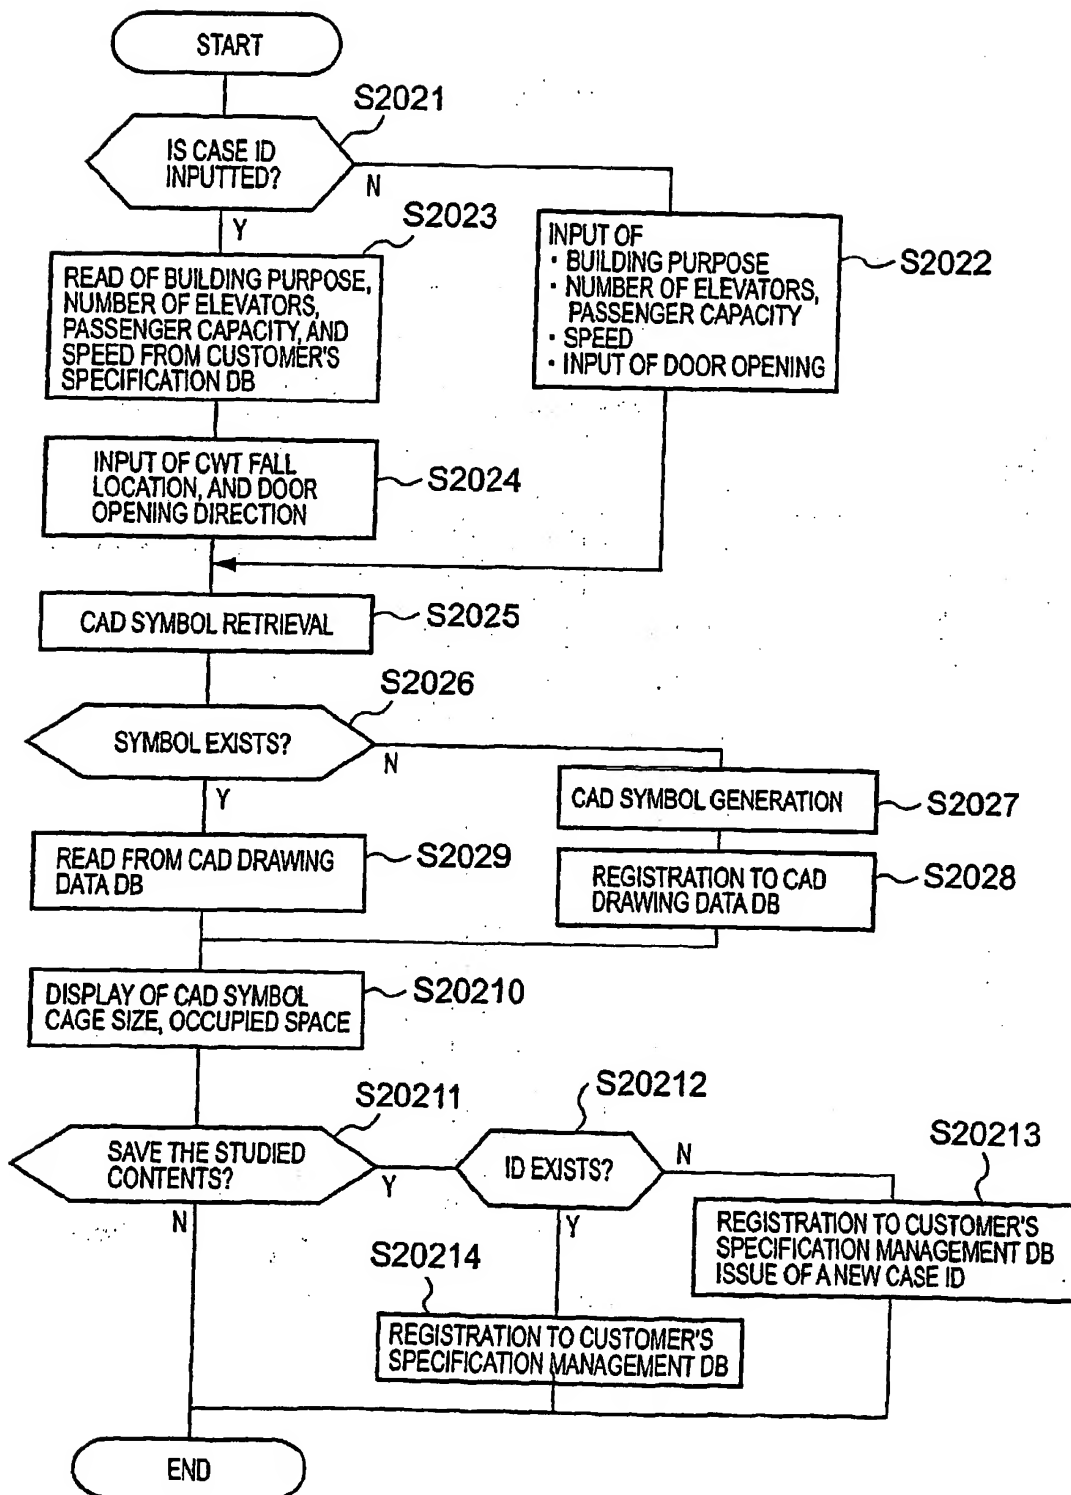 START
S2021
IS CASE ID
INPUTTED?
N
Y
S2023
READ OF BUILDING PURPOSE,
NUMBER OF ELEVATORS,
PASSENGER CAPACITY, AND
SPEED FROM CUSTOMER'S
SPECIFICATION DB
INPUT OF
· BUILDING PURPOSE
· NUMBER OF ELEVATORS,
PASSENGER CAPACITY
· SPEED
· INPUT OF DOOR OPENING
S2022
INPUT OF CWT FALL
LOCATION, AND DOOR
OPENING DIRECTION
S2024
CAD SYMBOL RETRIEVAL
S2025
S2026
SYMBOL EXISTS?
N
Y
CAD SYMBOL GENERATION
S2027
READ FROM CAD DRAWING
DATA DB
S2029
REGISTRATION TO CAD
DRAWING DATA DB
S2028
DISPLAY OF CAD SYMBOL
CAGE SIZE, OCCUPIED SPACE
S20210
S20211
SAVE THE STUDIED
CONTENTS?
Y
N
S20212
ID EXISTS?
N
Y
S20213
REGISTRATION TO CUSTOMER'S
SPECIFICATION MANAGEMENT DB
ISSUE OF A NEW CASE ID
S20214
REGISTRATION TO CUSTOMER'S
SPECIFICATION MANAGEMENT DB
END